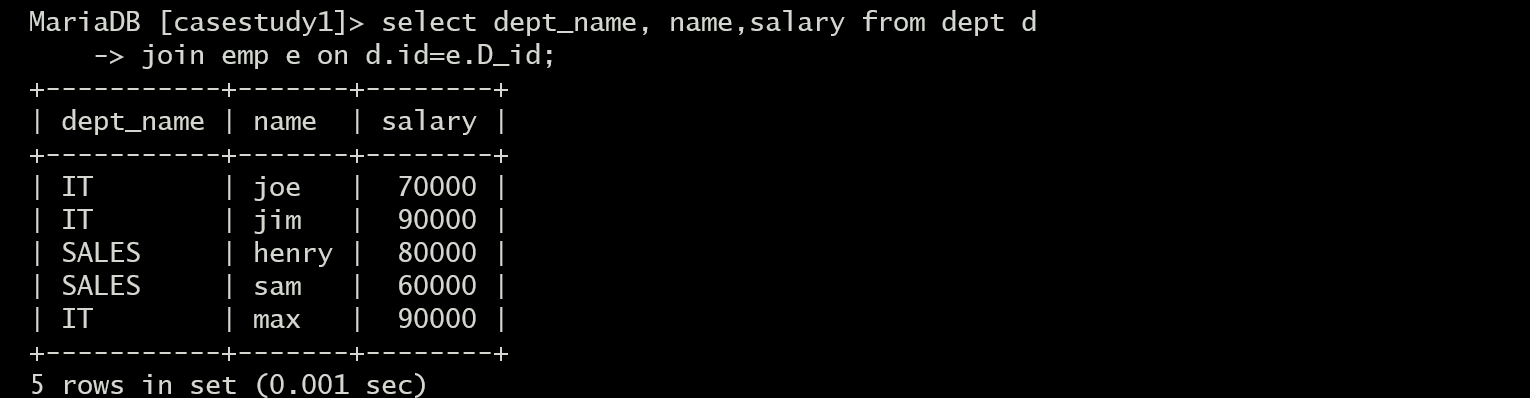 MariaDB [casestudy1]> select dept_name, name,salary from dept d
    -> join emp e on d.id=e.D_id;
+-----------+-------+--------+
| dept_name | name  | salary |
+-----------+-------+--------+
| IT        | joe   |  70000 |
| IT        | jim   |  90000 |
| SALES     | henry |  80000 |
| SALES     | sam   |  60000 |
| IT        | max   |  90000 |
+-----------+-------+--------+
5 rows in set (0.001 sec)